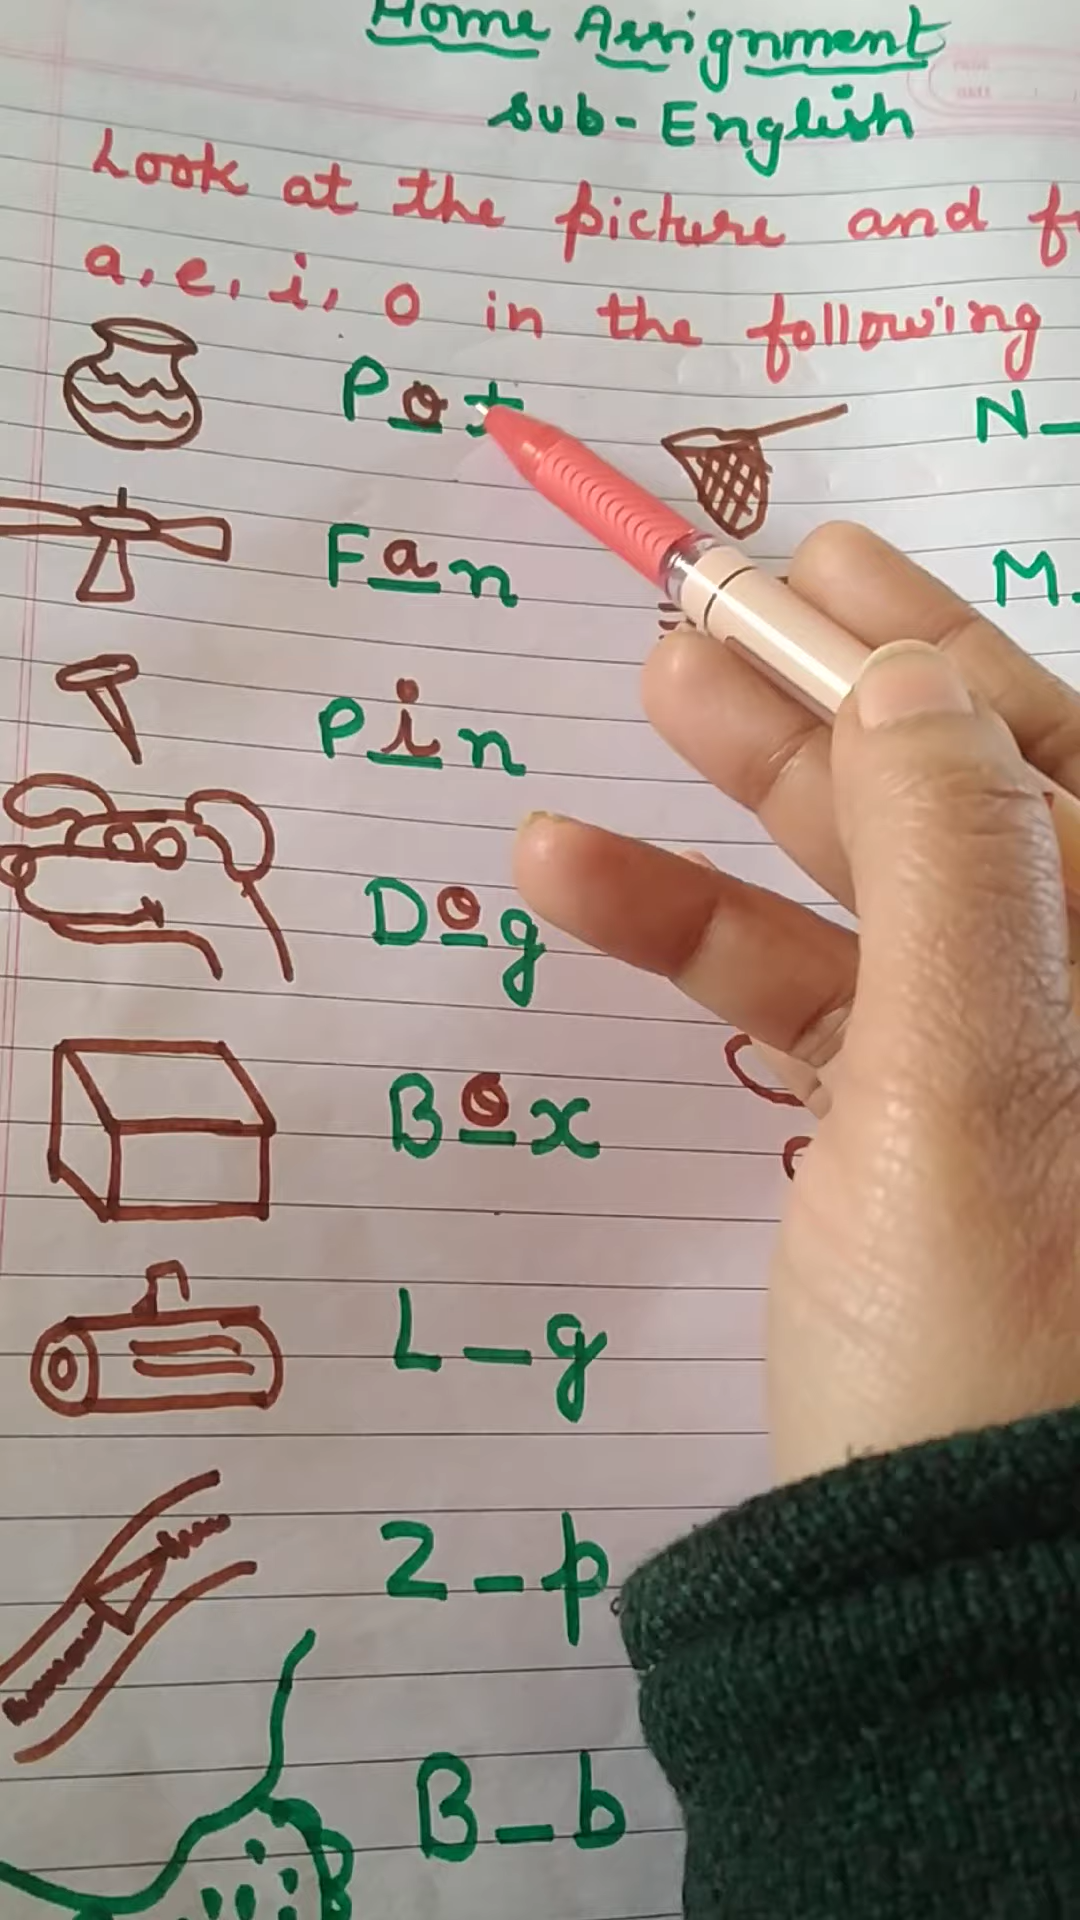 Home Assignment
Sub-English
Look at the picture and
a, e, i, o in the following
Pot
N_
Fan
M
Pin
Dog
Box
L_g
Z_p
B_b